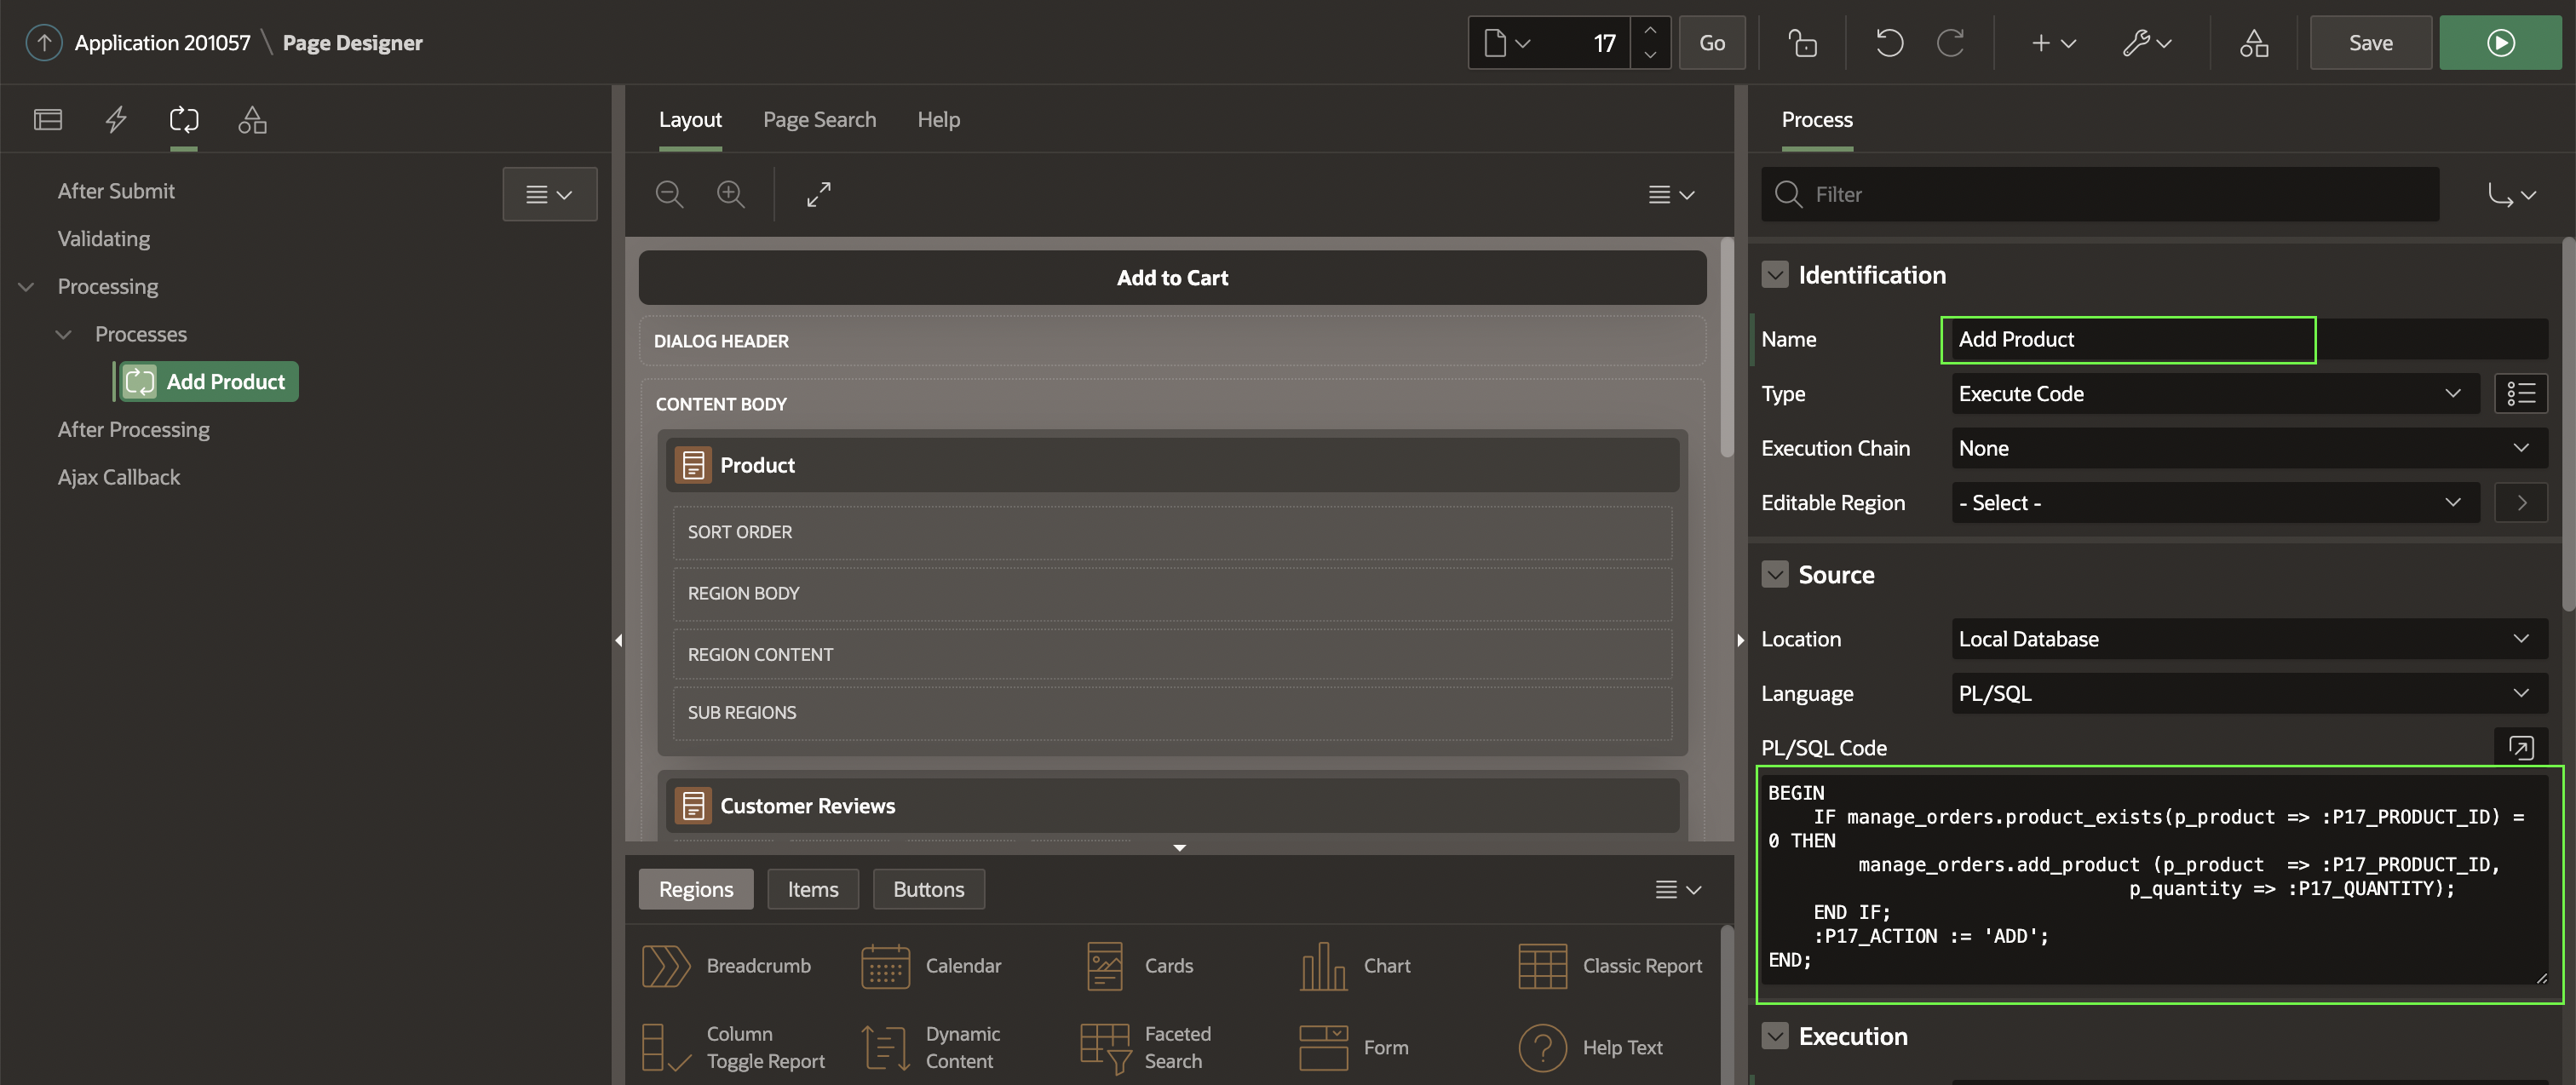 Application 201057 \ Page Designer
17
Go
Save
After Submit
Validating
Processing
Processes
Add Product
After Processing
Ajax Callback
Layout
Page Search
Help
Add to Cart
DIALOG HEADER
CONTENT BODY
Product
SORT ORDER
REGION BODY
REGION CONTENT
SUB REGIONS
Customer Reviews
Regions
Items
Buttons
Breadcrumb
Calendar
Cards
Chart
Classic Report
Column
Toggle Report
Dynamic
Content
Faceted
Search
Form
Help Text
Process
Filter
Identification
Name Add Product
Type Execute Code
Execution Chain None
Editable Region - Select -
Source
Location Local Database
Language PL/SQL
PL/SQL Code
BEGIN
    IF manage_orders.product_exists(p_product => :P17_PRODUCT_ID) =
0 THEN
        manage_orders.add_product (p_product  => :P17_PRODUCT_ID,
                                p_quantity => :P17_QUANTITY);
    END IF;
    :P17_ACTION := 'ADD';
END;
Execution